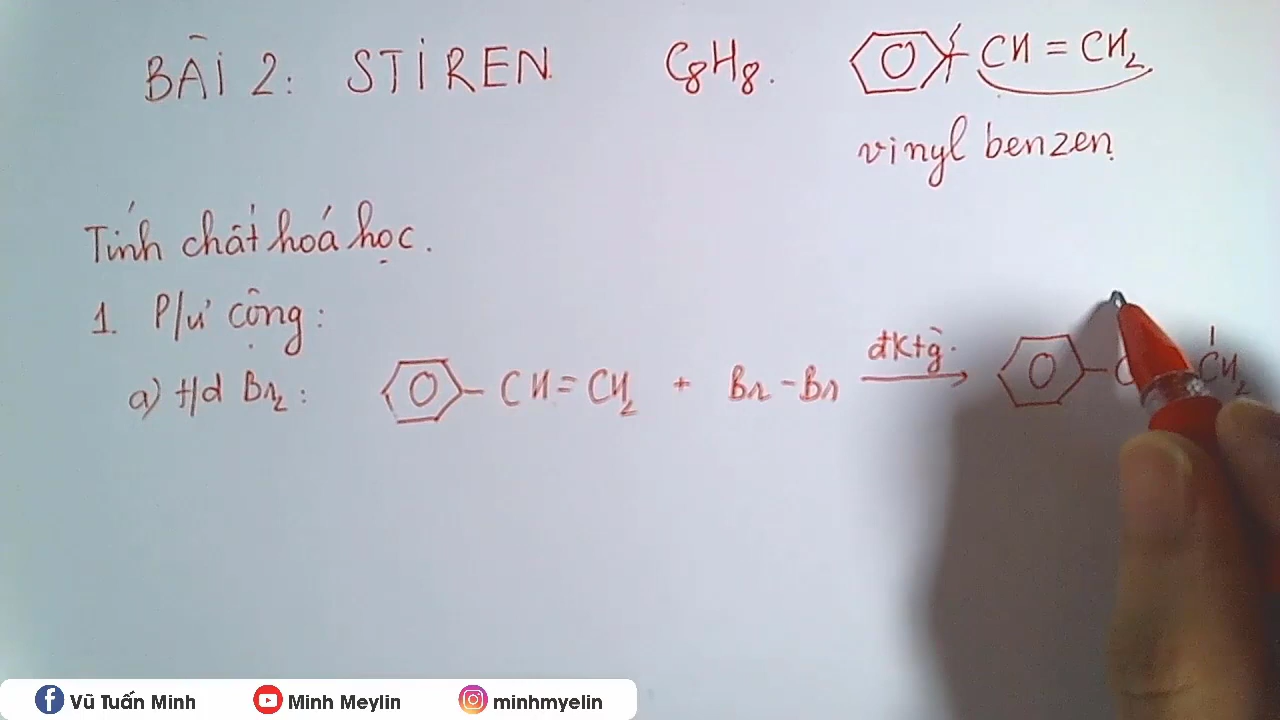 BÀI 2: STIREN C8H8. CH = CH2
vinyl benzen
Tính chất hoá học.
1. P/ư cộng:
a) t/d Br2: CH = CH2 + Br - Br đktg̀. CH2
Vũ Tuấn Minh Minh Meylin minhmyelin